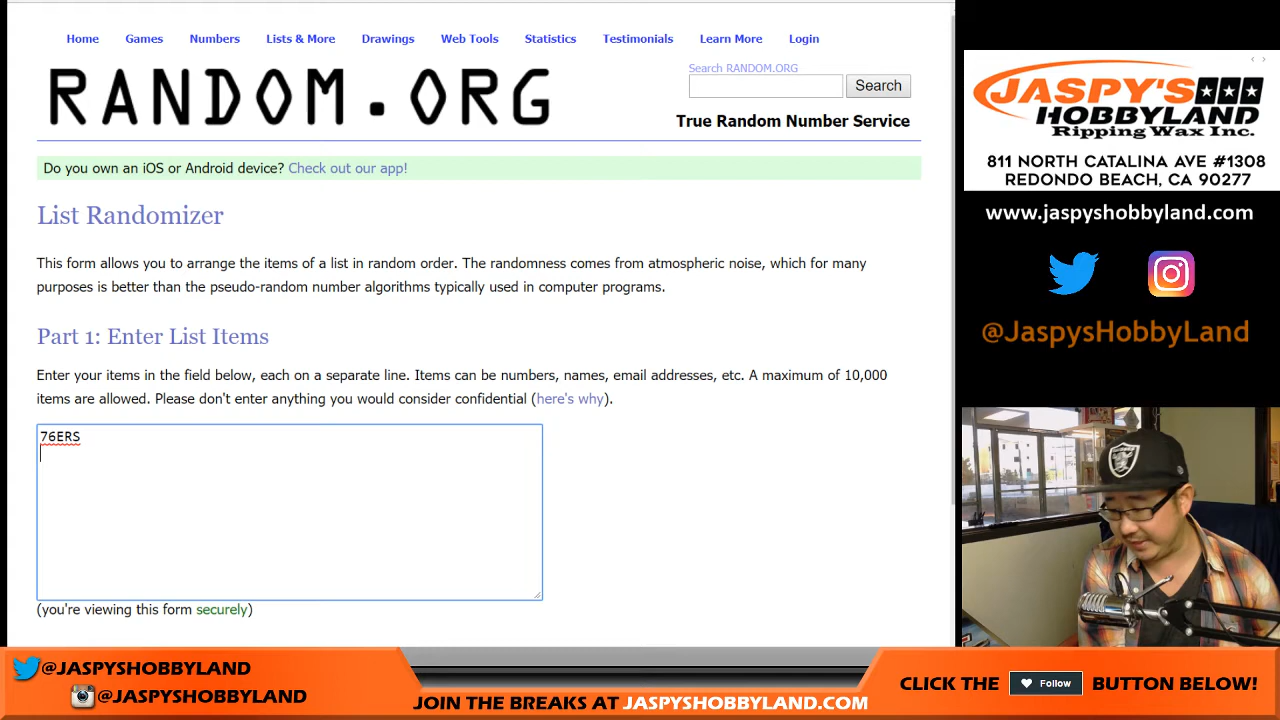 Home Games Numbers Lists & More Drawings Web Tools Statistics Testimonials Learn More Login
RANDOM.ORG
Search RANDOM.ORG
Search
True Random Number Service
Do you own an iOS or Android device? Check out our app!
List Randomizer
This form allows you to arrange the items of a list in random order. The randomness comes from atmospheric noise, which for many
purposes is better than the pseudo-random number algorithms typically used in computer programs.
Part 1: Enter List Items
Enter your items in the field below, each on a separate line. Items can be numbers, names, email addresses, etc. A maximum of 10,000
items are allowed. Please don't enter anything you would consider confidential (here's why).
76ERS
(you're viewing this form securely)
JASPY'S
HOBBYLAND
Ripping Wax Inc.
811 NORTH CATALINA AVE #1308
REDONDO BEACH, CA 90277
www.jaspyshobbyland.com
@JaspysHobbyLand
@JASPYSHOBBYLAND
@JASPYSHOBBYLAND
JOIN THE BREAKS AT JASPYSHOBBYLAND.COM
CLICK THE Follow BUTTON BELOW!